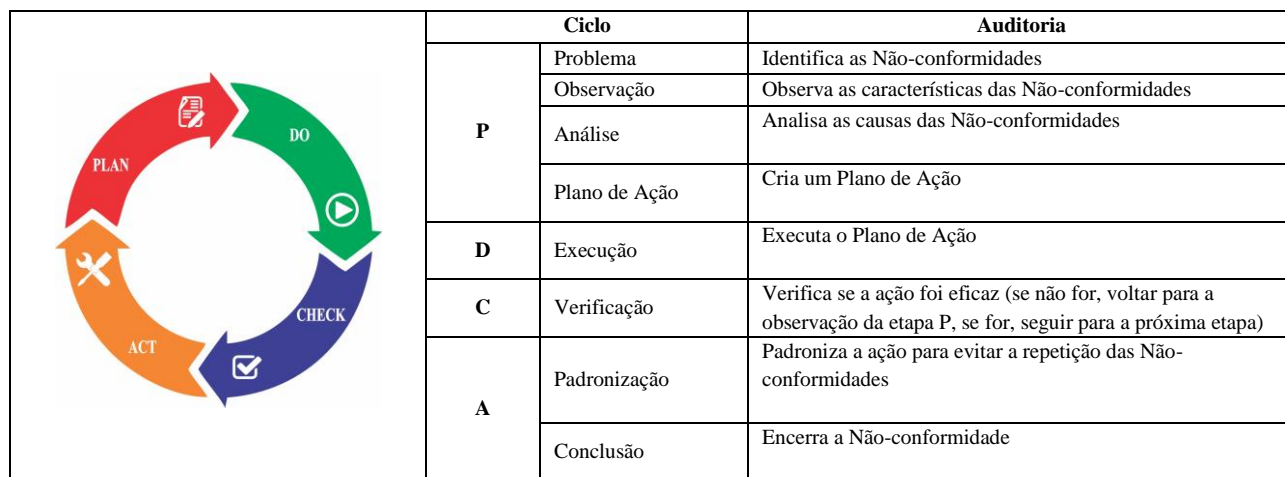 PLAN
DO
CHECK
ACT
Ciclo Auditoria
P
Problema Identifica as Não-conformidades
Observação Observa as características das Não-conformidades
Análise Analisa as causas das Não-conformidades
Plano de Ação Cria um Plano de Ação
D Execução Executa o Plano de Ação
C Verificação Verifica se a ação foi eficaz (se não for, voltar para a
observação da etapa P, se for, seguir para a próxima etapa)
A
Padronização Padroniza a ação para evitar a repetição das Não-
conformidades
Conclusão Encerra a Não-conformidade